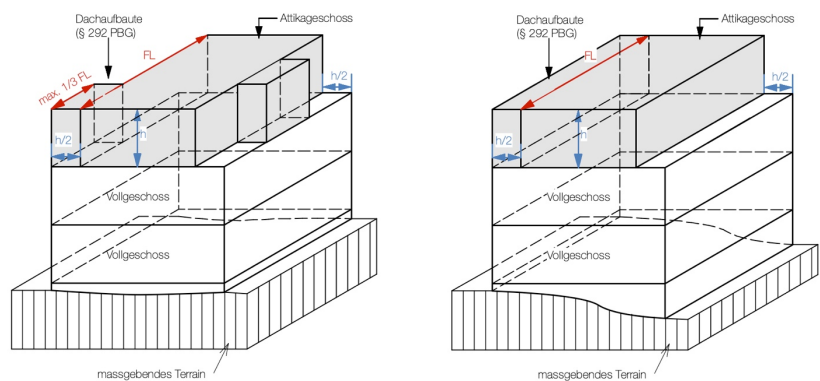 Dachaufbaute
(§ 292 PBG)
Attikageschoss
FL
max. 1/3 FL
h/2
h/2
h
Vollgeschoss
Vollgeschoss
massgebendes Terrain
Dachaufbaute
(§ 292 PBG)
Attikageschoss
FL
h/2
h/2
h
Vollgeschoss
Vollgeschoss
massgebendes Terrain